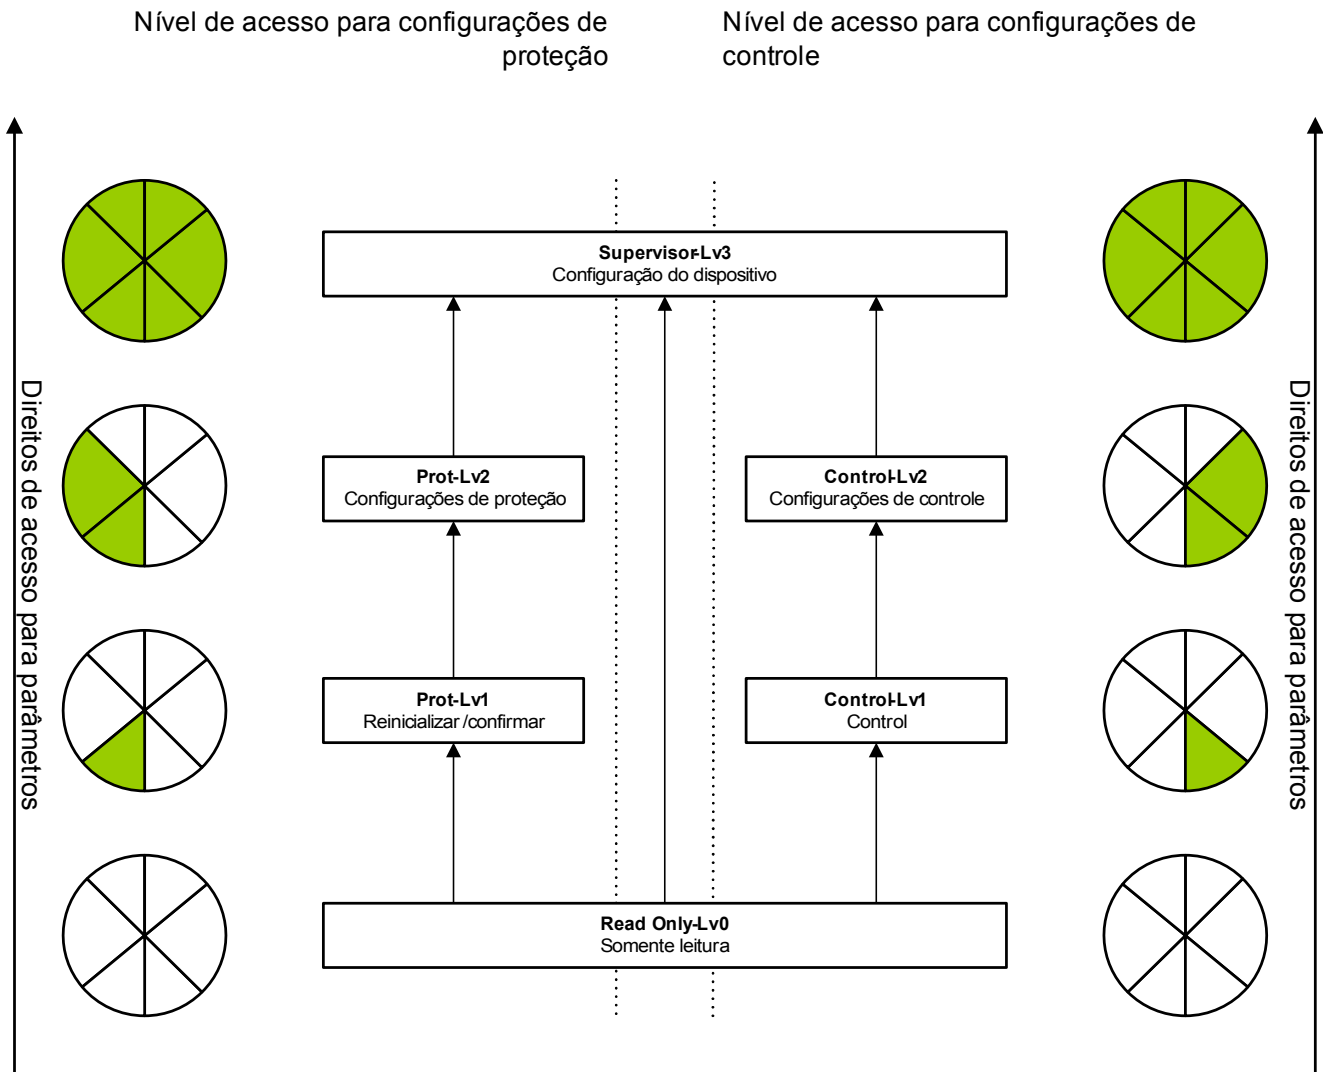 Nível de acesso para configurações de
proteção
Nível de acesso para configurações de
controle
Direitos de acesso para parâmetros
Supervisor-Lv3
Configuração do dispositivo
Prot-Lv2
Configurações de proteção
Control-Lv2
Configurações de controle
Prot-Lv1
Reinicializar/confirmar
Control-Lv1
Control
Read Only-Lv0
Somente leitura
Direitos de acesso para parâmetros